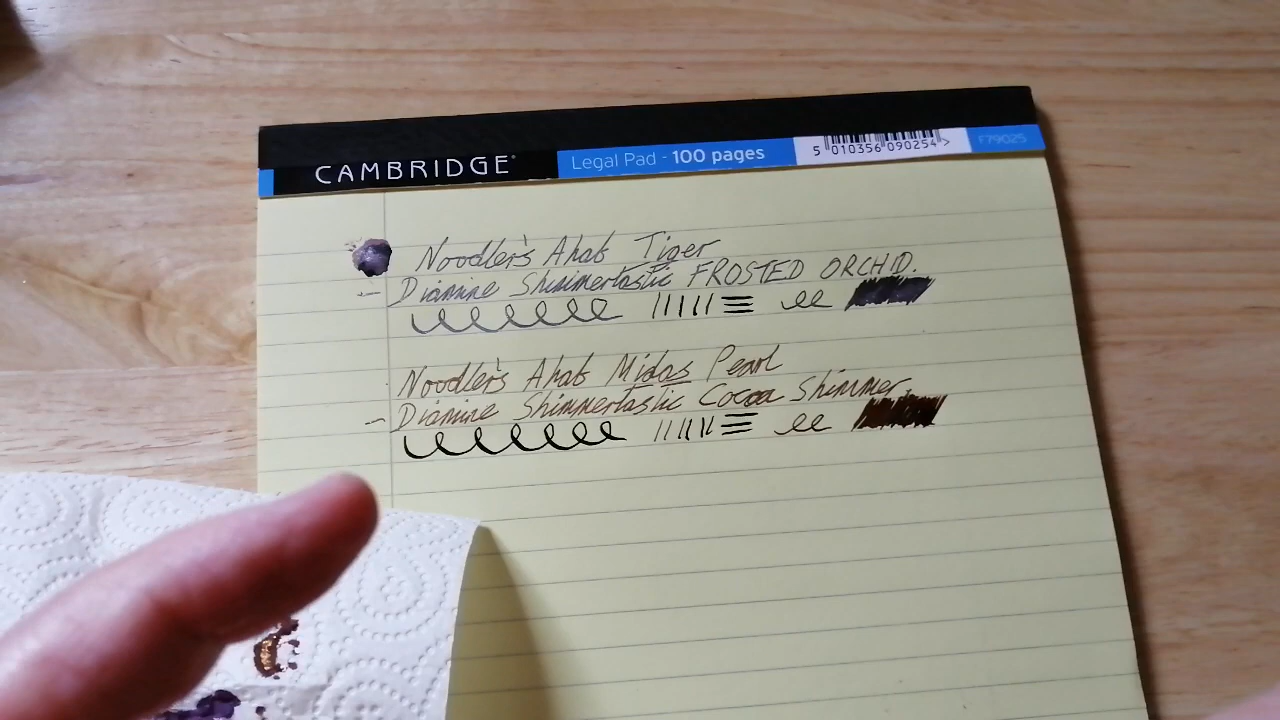 CAMBRIDGE
Legal Pad - 100 pages
5 010356 090254 >
F79025
Noodler's Ahab Tiger
- Diamine Shimmertastic FROSTED ORCHID.
Noodler's Ahab Midas Pearl
- Diamine Shimmertastic Cocoa Shimmer.